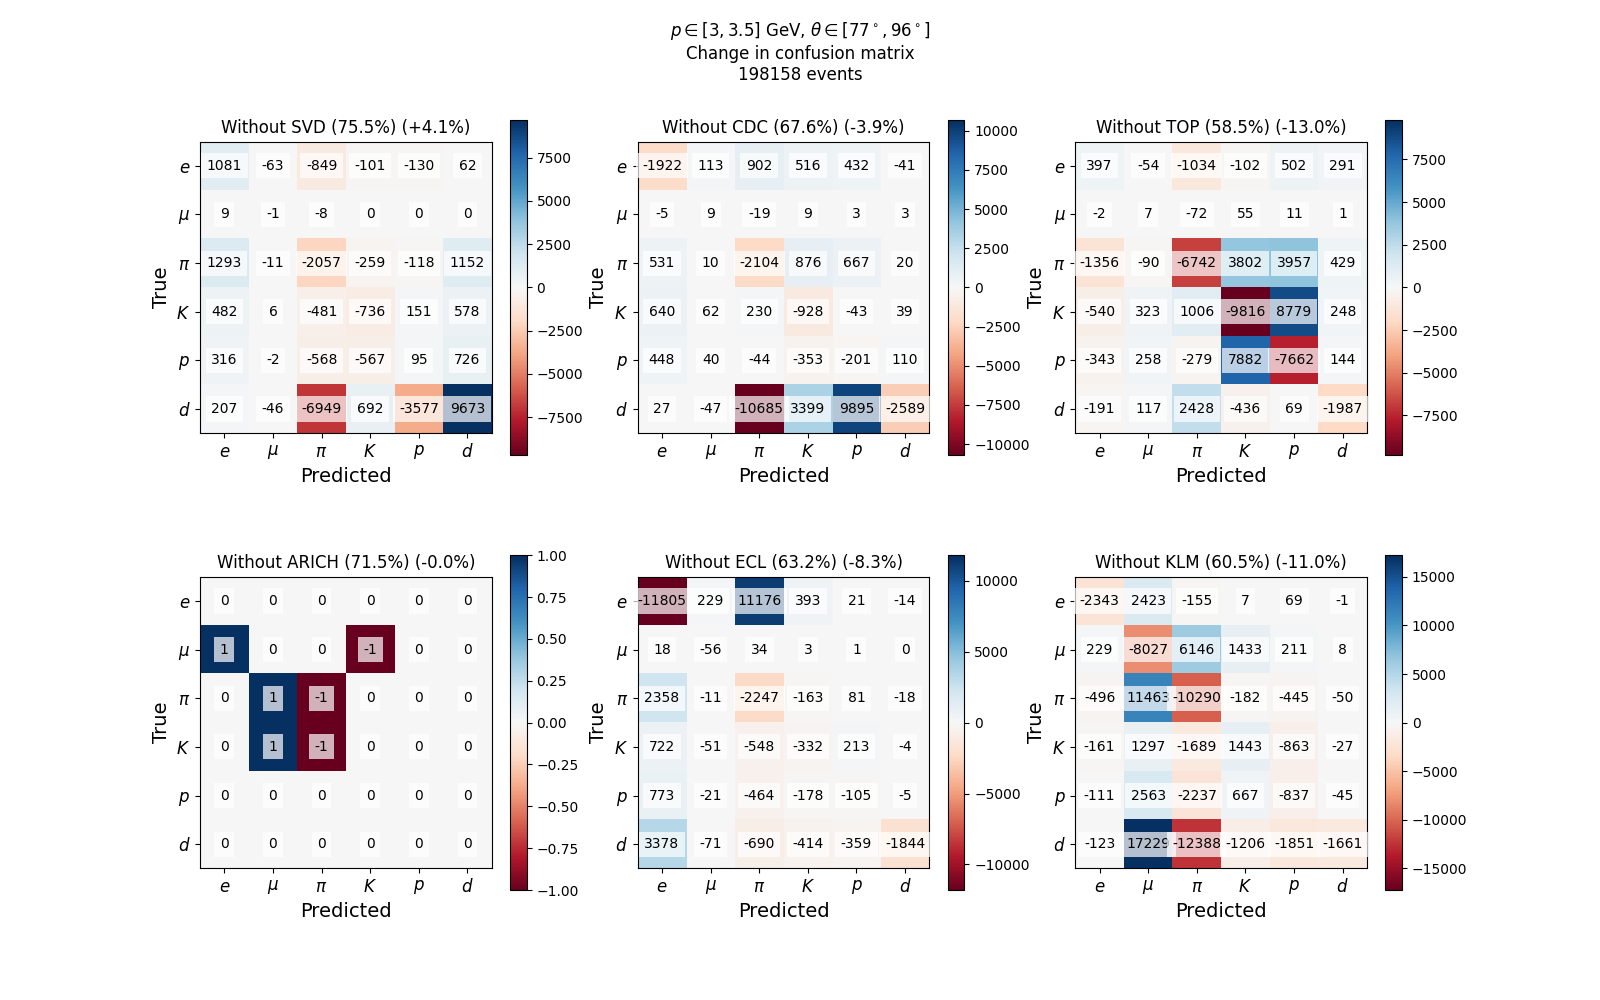 p ∈ [3, 3.5] GeV, θ ∈ [77°, 96°]
Change in confusion matrix
198158 events
Without SVD (75.5%) (+4.1%)
e 1081 -63 -849 -101 -130 62
μ 9 -1 -8 0 0 0
π 1293 -11 -2057 -259 -118 1152
K 482 6 -481 -736 151 578
p 316 -2 -568 -567 95 726
d 207 -46 -6949 692 -3577 9673
e μ π K p d
Predicted
True
7500
5000
2500
0
−2500
−5000
−7500
Without CDC (67.6%) (-3.9%)
e -1922 113 902 516 432 -41
μ -5 9 -19 9 3 3
π 531 10 -2104 876 667 20
K 640 62 230 -928 -43 39
p 448 40 -44 -353 -201 110
d 27 -47 -10685 3399 9895 -2589
e μ π K p d
Predicted
True
10000
7500
5000
2500
0
−2500
−5000
−7500
−10000
Without TOP (58.5%) (-13.0%)
e 397 -54 -1034 -102 502 291
μ -2 7 -72 55 11 1
π -1356 -90 -6742 3802 3957 429
K -540 323 1006 -9816 8779 248
p -343 258 -279 7882 -7662 144
d -191 117 2428 -436 69 -1987
e μ π K p d
Predicted
True
7500
5000
2500
0
−2500
−5000
−7500
Without ARICH (71.5%) (-0.0%)
e 0 0 0 0 0 0
μ 1 0 0 -1 0 0
π 0 1 -1 0 0 0
K 0 1 -1 0 0 0
p 0 0 0 0 0 0
d 0 0 0 0 0 0
e μ π K p d
Predicted
True
1.00
0.75
0.50
0.25
0.00
−0.25
−0.50
−0.75
−1.00
Without ECL (63.2%) (-8.3%)
e -11805 229 11176 393 21 -14
μ 18 -56 34 3 1 0
π 2358 -11 -2247 -163 81 -18
K 722 -51 -548 -332 213 -4
p 773 -21 -464 -178 -105 -5
d 3378 -71 -690 -414 -359 -1844
e μ π K p d
Predicted
True
10000
5000
0
−5000
−10000
Without KLM (60.5%) (-11.0%)
e -2343 2423 -155 7 69 -1
μ 229 -8027 6146 1433 211 8
π -496 11463 -10290 -182 -445 -50
K -161 1297 -1689 1443 -863 -27
p -111 2563 -2237 667 -837 -45
d -123 17229 -12388 -1206 -1851 -1661
e μ π K p d
Predicted
True
15000
10000
5000
0
−5000
−10000
−15000